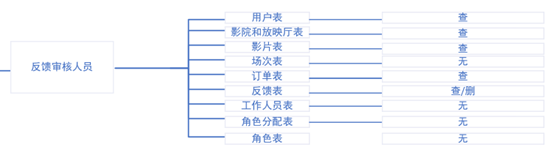 反馈审核人员
用户表 查
影院和放映厅表 查
影片表 查
场次表 无
订单表 查
反馈表 查/删
工作人员表 无
角色分配表 无
角色表 无